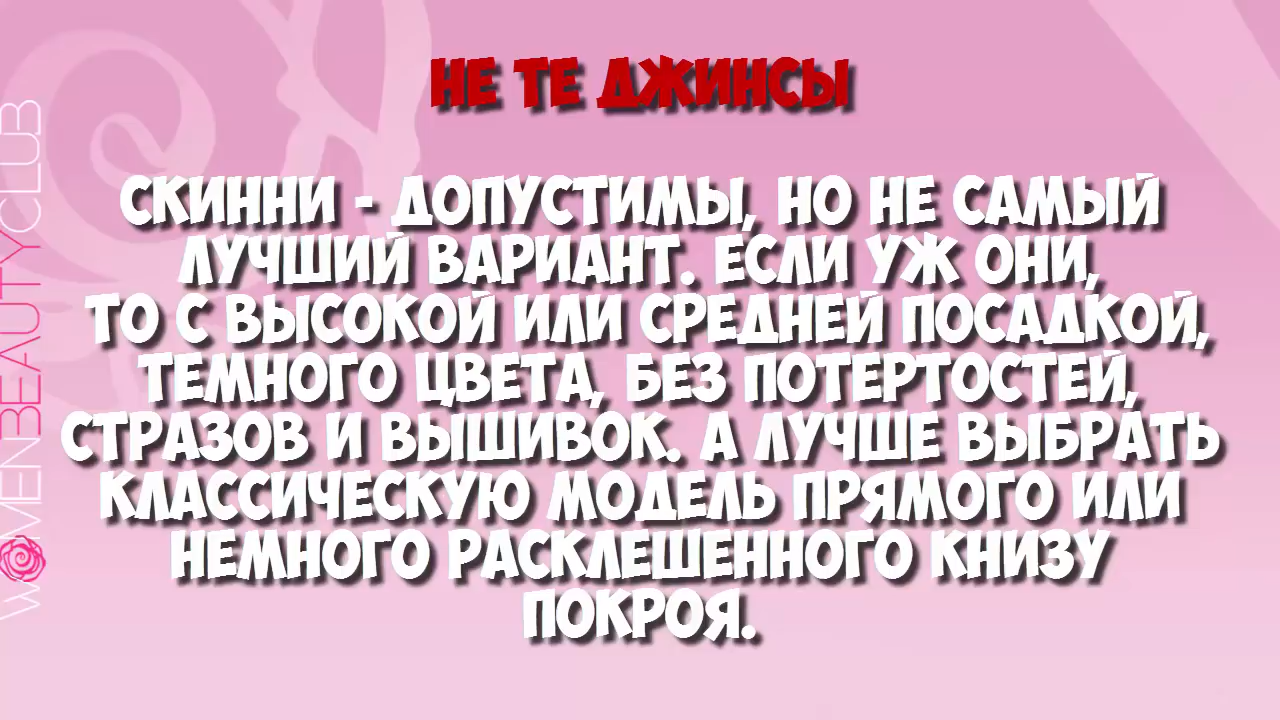 НЕ ТЕ ДЖИНСЫ
СКИННИ - ДОПУСТИМЫ, НО НЕ САМЫЙ
ЛУЧШИЙ ВАРИАНТ. ЕСЛИ УЖ ОНИ,
ТО С ВЫСОКОЙ ИЛИ СРЕДНЕЙ ПОСАДКОЙ,
ТЕМНОГО ЦВЕТА, БЕЗ ПОТЕРТОСТЕЙ,
СТРАЗОВ И ВЫШИВОК. А ЛУЧШЕ ВЫБРАТЬ
КЛАССИЧЕСКУЮ МОДЕЛЬ ПРЯМОГО ИЛИ
НЕМНОГО РАСКЛЕШЕННОГО КНИЗУ
ПОКРОЯ.
WOMENBEAUTYCLUB